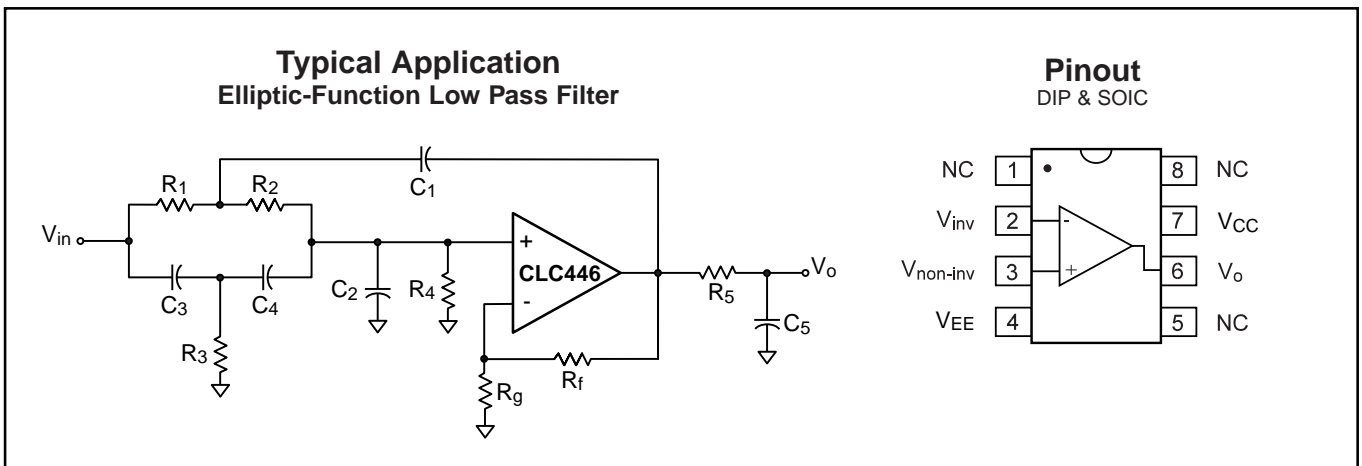 Typical Application
Elliptic-Function Low Pass Filter
C1
R1
R2
Vin
C3
C4
R3
C2
R4
+
CLC446
-
Rf
Rg
R5
Vo
C5
Pinout
DIP & SOIC
NC 1 8 NC
Vinv 2 - 7 VCC
Vnon-inv 3 + 6 Vo
VEE 4 5 NC